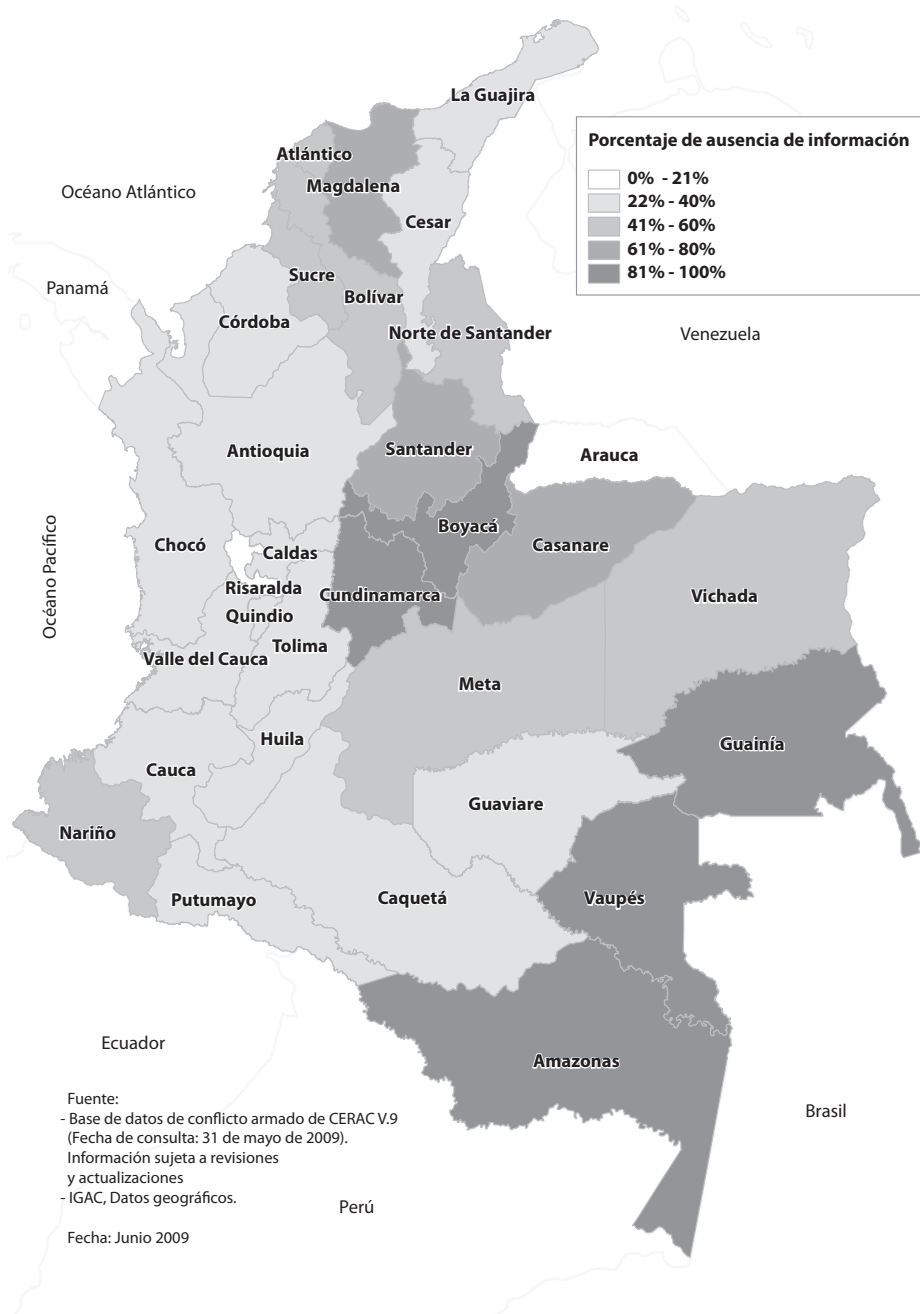 La Guajira
Porcentaje de ausencia de información
0% - 21%
22% - 40%
41% - 60%
61% - 80%
81% - 100%
Atlántico
Océano Atlántico
Magdalena
Cesar
Panamá
Sucre
Bolívar
Córdoba
Norte de Santander
Venezuela
Antioquia
Santander
Arauca
Océano Pacífico
Chocó
Boyacá
Casanare
Caldas
Risaralda
Cundinamarca
Vichada
Quindio
Tolima
Valle del Cauca
Meta
Huila
Guainía
Cauca
Guaviare
Nariño
Putumayo
Caquetá
Vaupés
Ecuador
Amazonas
Brasil
Fuente:
- Base de datos de conflicto armado de CERAC V.9
(Fecha de consulta: 31 de mayo de 2009).
Información sujeta a revisiones
y actualizaciones
- IGAC, Datos geográficos.
Perú
Fecha: Junio 2009